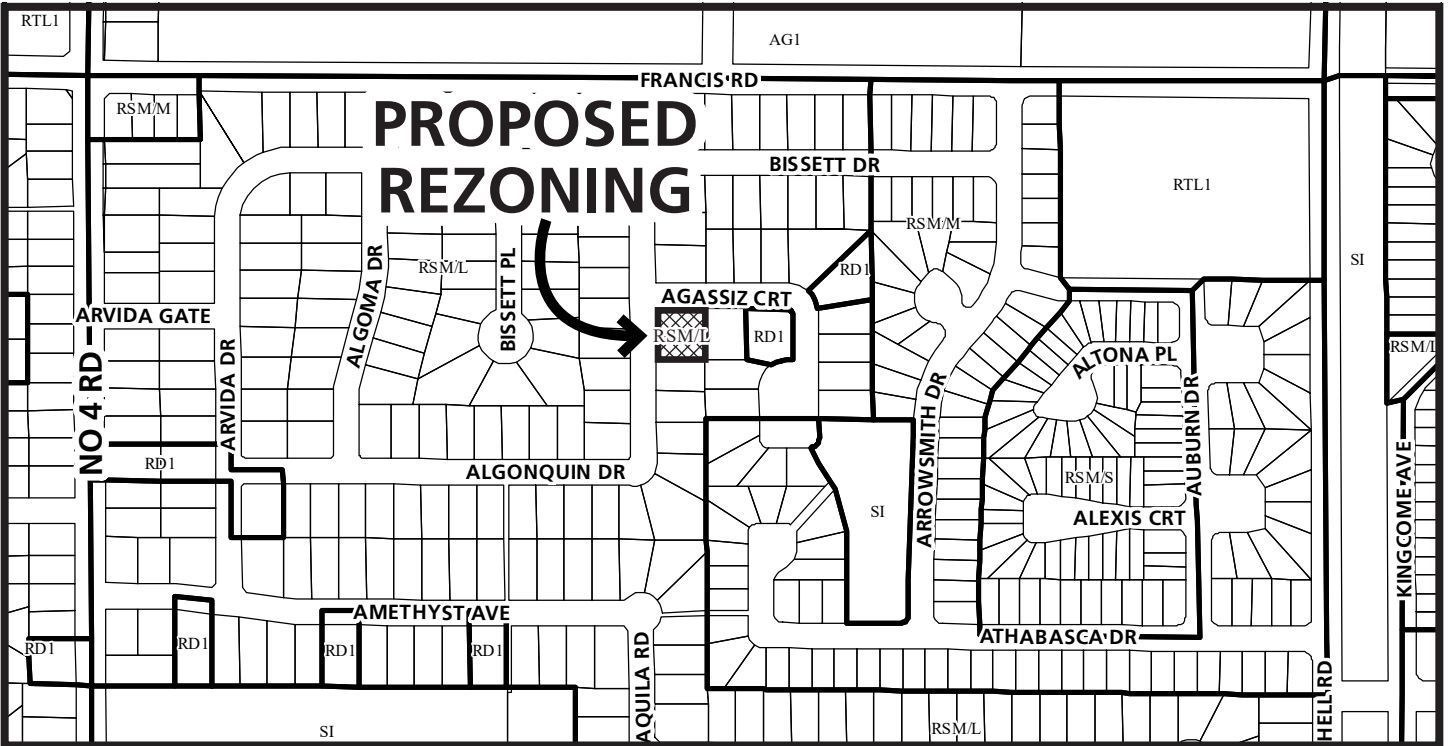 RTL1
AG1
FRANCIS RD
RSM/M
PROPOSED
REZONING
BISSETT DR
RTL1
RSM/M
SI
RSM/L
RD1
ALGOMA DR
BISSETT PL
AGASSIZ CRT
ARVIDA GATE
RSM/L
RD1
RSM/L
ALTONA PL
ARVIDA DR
NO 4 RD
ARROWSMITH DR
AUBURN DR
RD1
ALGONQUIN DR
RSM/S
SI
ALEXIS CRT
KINGCOME AVE
AMETHYST AVE
RD1
RD1
RD1
RD1
ATHABASCA DR
AQUILA RD
HELL RD
SI
RSM/L